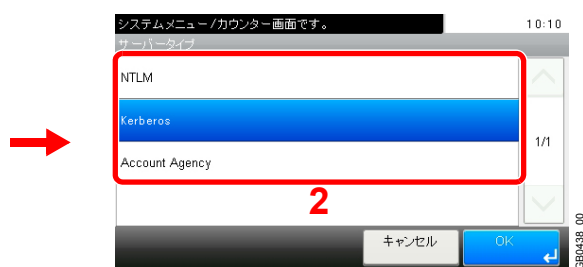 システムメニュー/カウンター画面です。 10:10
サーバータイプ
NTLM
Kerberos
1/1
Account Agency
2
キャンセル OK
GB0438_00